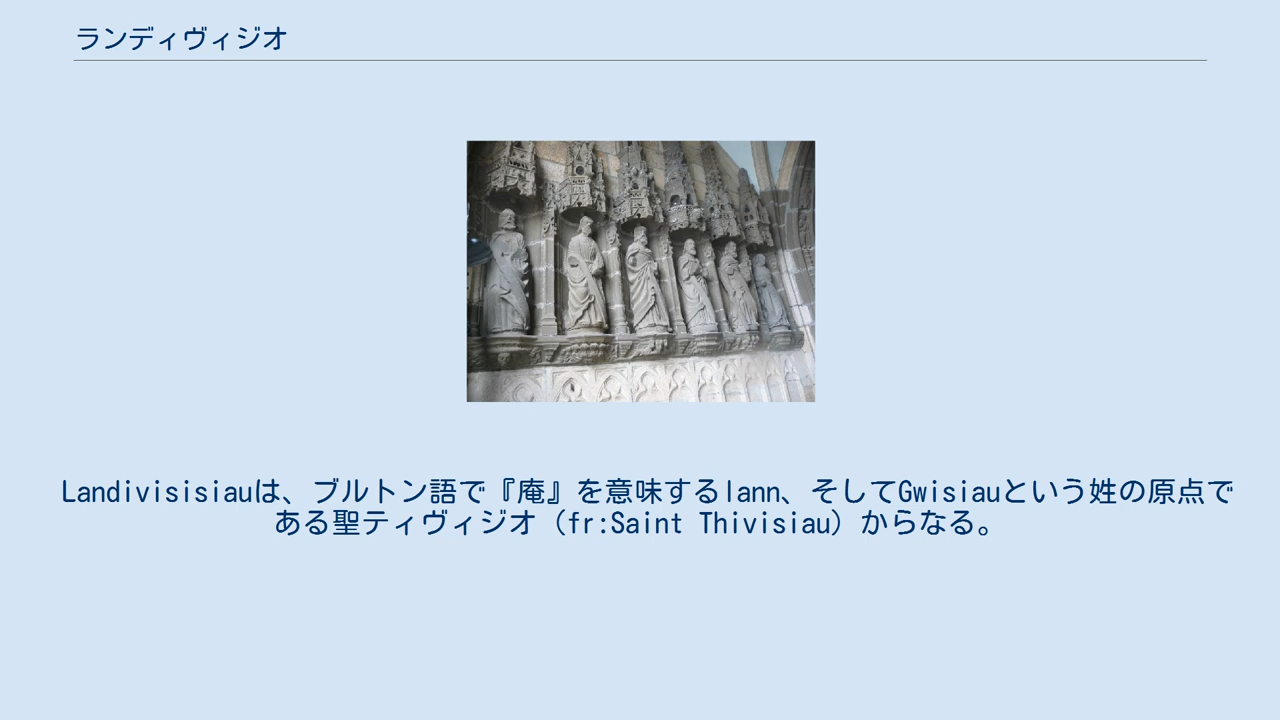 ランディヴィジオ
Landivisisiauは、ブルトン語で『庵』を意味するlann、そしてGwisiauという姓の原点で
ある聖ティヴィジオ（fr:Saint Thivisiau）からなる。